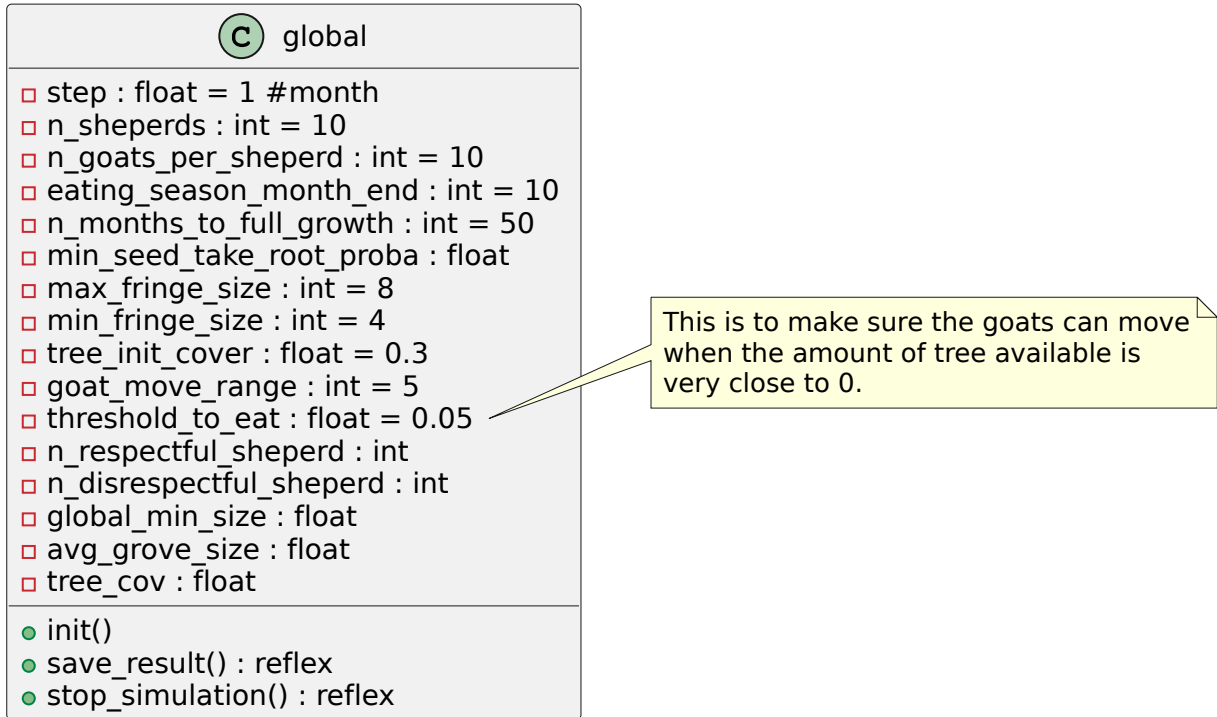 C global
step : float = 1 #month
n_sheperds : int = 10
n_goats_per_sheperd : int = 10
eating_season_month_end : int = 10
n_months_to_full_growth : int = 50
min_seed_take_root_proba : float
max_fringe_size : int = 8
min_fringe_size : int = 4
tree_init_cover : float = 0.3
goat_move_range : int = 5
threshold_to_eat : float = 0.05
n_respectful_sheperd : int
n_disrespectful_sheperd : int
global_min_size : float
avg_grove_size : float
tree_cov : float
init()
save_result() : reflex
stop_simulation() : reflex
This is to make sure the goats can move
when the amount of tree available is
very close to 0.